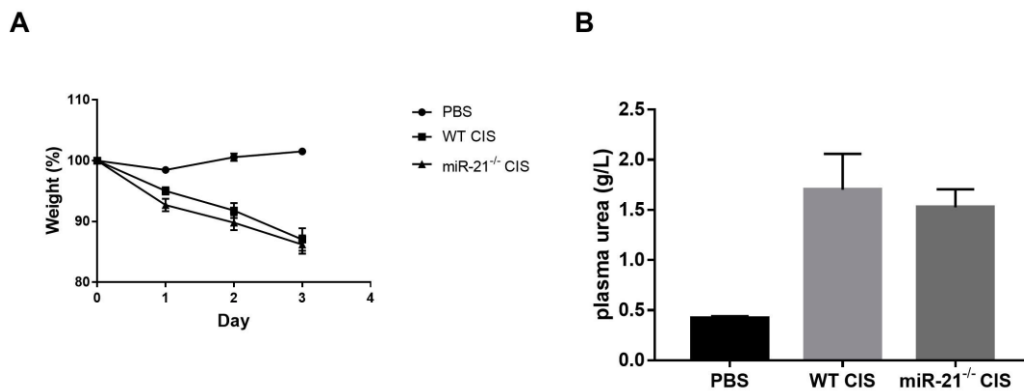 A
B
110
100
90
80
Weight (%)
0 1 2 3 4
Day
PBS
WT CIS
miR-21-/- CIS
2.5
2.0
1.5
1.0
0.5
0.0
plasma urea (g/L)
PBS WT CIS miR-21-/- CIS